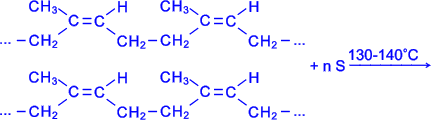 CH₃ H CH₃ H
C=C C=C
... –CH₂ CH₂–CH₂ CH₂– ...
+ n S 130-140°C
CH₃ H CH₃ H
C=C C=C
... –CH₂ CH₂–CH₂ CH₂– ...